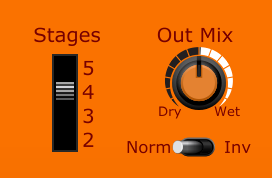 Stages
5
4
3
2
Out Mix
Dry Wet
Norm Inv